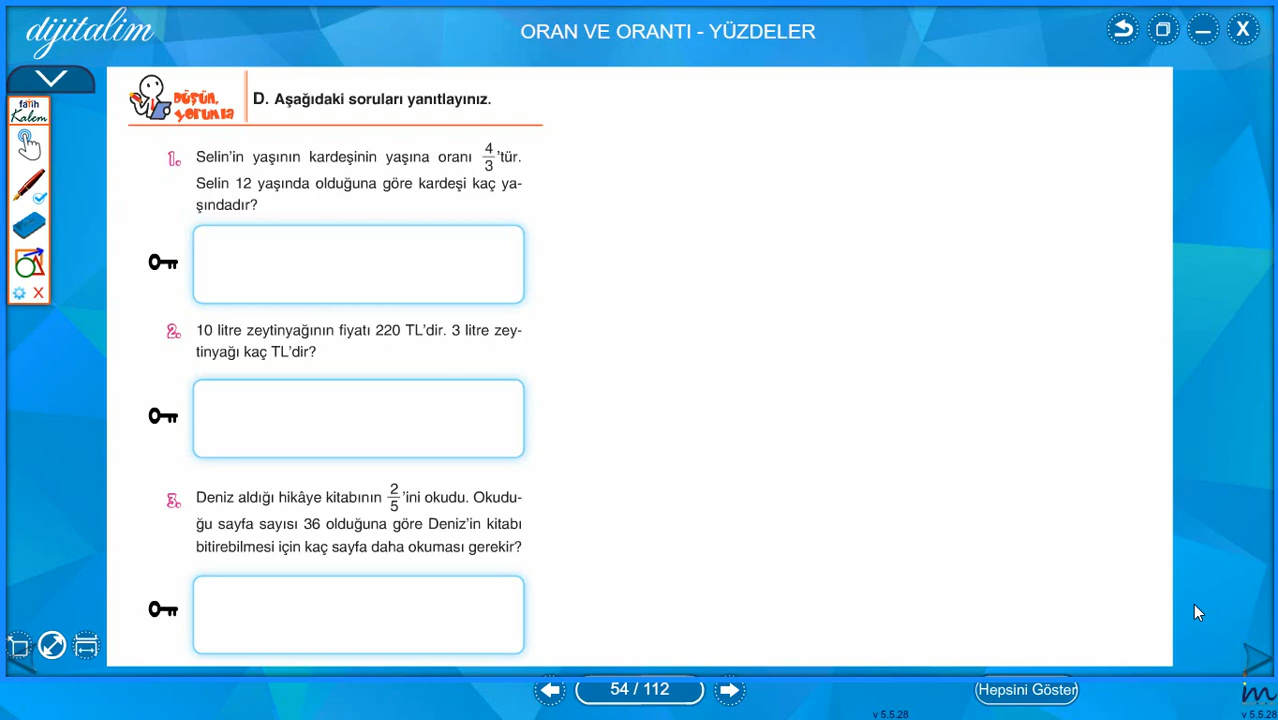 dijitalim
ORAN VE ORANTI - YÜZDELER
X
fatih
Kalem
X
DÜŞÜN,
yorumla
D. Aşağıdaki soruları yanıtlayınız.
1. Selin'in yaşının kardeşinin yaşına oranı 4/3'tür.
Selin 12 yaşında olduğuna göre kardeşi kaç ya-
şındadır?
2. 10 litre zeytinyağının fiyatı 220 TL'dir. 3 litre zey-
tinyağı kaç TL'dir?
3. Deniz aldığı hikâye kitabının 2/5'ini okudu. Okudu-
ğu sayfa sayısı 36 olduğuna göre Deniz'in kitabı
bitirebilmesi için kaç sayfa daha okuması gerekir?
54 / 112
Hepsini Göster
im
v 5.5.28
v 5.5.28